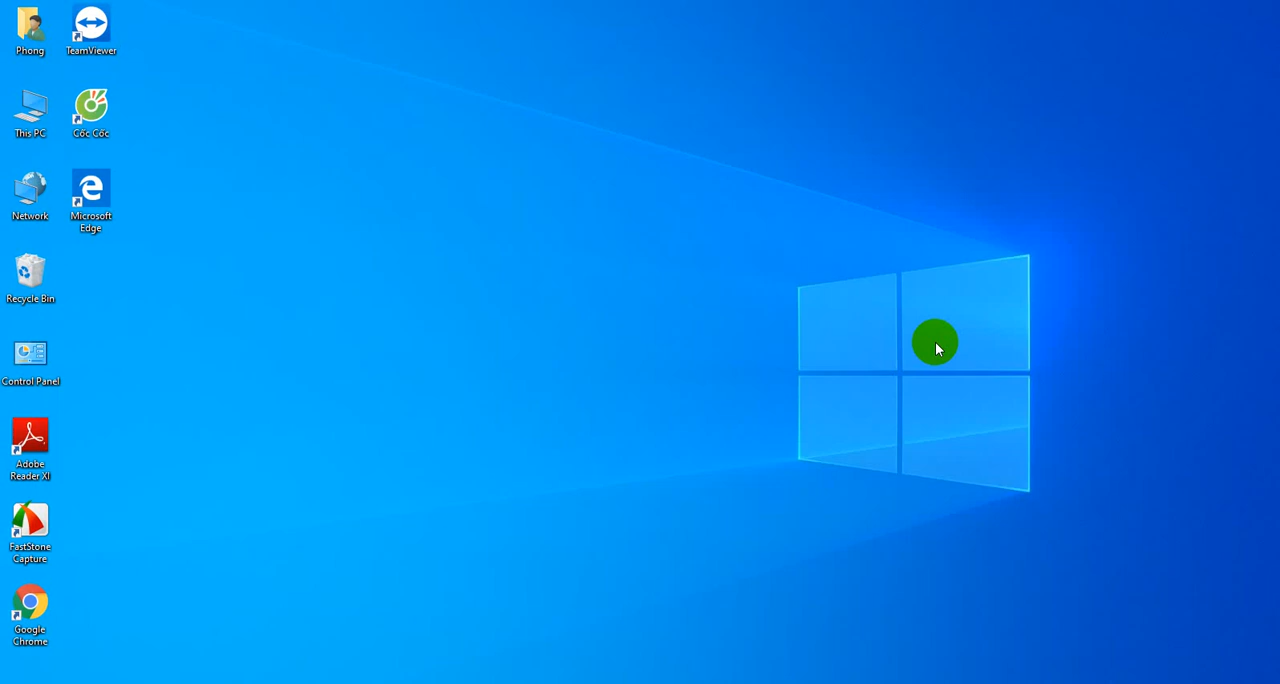 Phong
TeamViewer
This PC
Cốc Cốc
Network
Microsoft
Edge
Recycle Bin
Control Panel
Adobe
Reader XI
FastStone
Capture
Google
Chrome